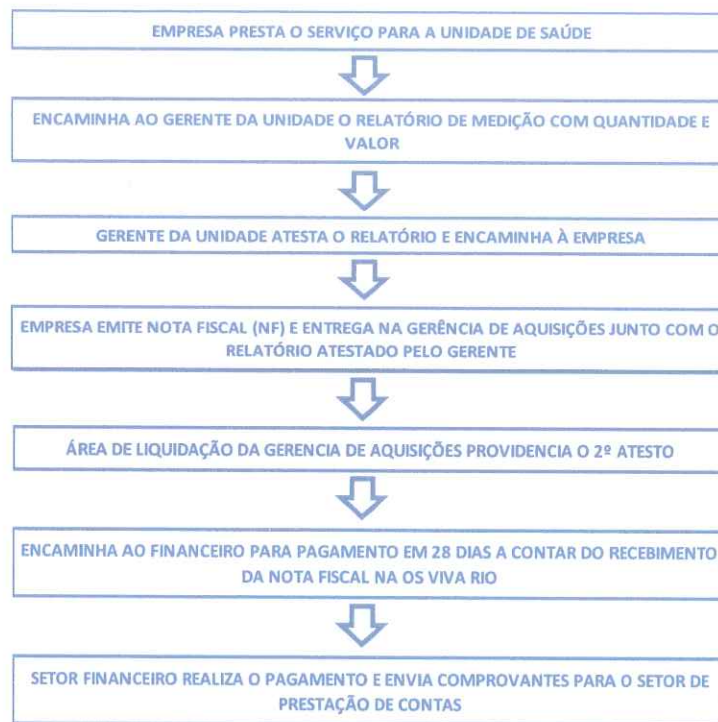 EMPRESA PRESTA O SERVIÇO PARA A UNIDADE DE SAÚDE
ENCAMINHA AO GERENTE DA UNIDADE O RELATÓRIO DE MEDIÇÃO COM QUANTIDADE E
VALOR
GERENTE DA UNIDADE ATESTA O RELATÓRIO E ENCAMINHA À EMPRESA
EMPRESA EMITE NOTA FISCAL (NF) E ENTREGA NA GERÊNCIA DE AQUISIÇÕES JUNTO COM O
RELATÓRIO ATESTADO PELO GERENTE
ÁREA DE LIQUIDAÇÃO DA GERENCIA DE AQUISIÇÕES PROVIDENCIA O 2º ATESTO
ENCAMINHA AO FINANCEIRO PARA PAGAMENTO EM 28 DIAS A CONTAR DO RECEBIMENTO
DA NOTA FISCAL NA OS VIVA RIO
SETOR FINANCEIRO REALIZA O PAGAMENTO E ENVIA COMPROVANTES PARA O SETOR DE
PRESTAÇÃO DE CONTAS